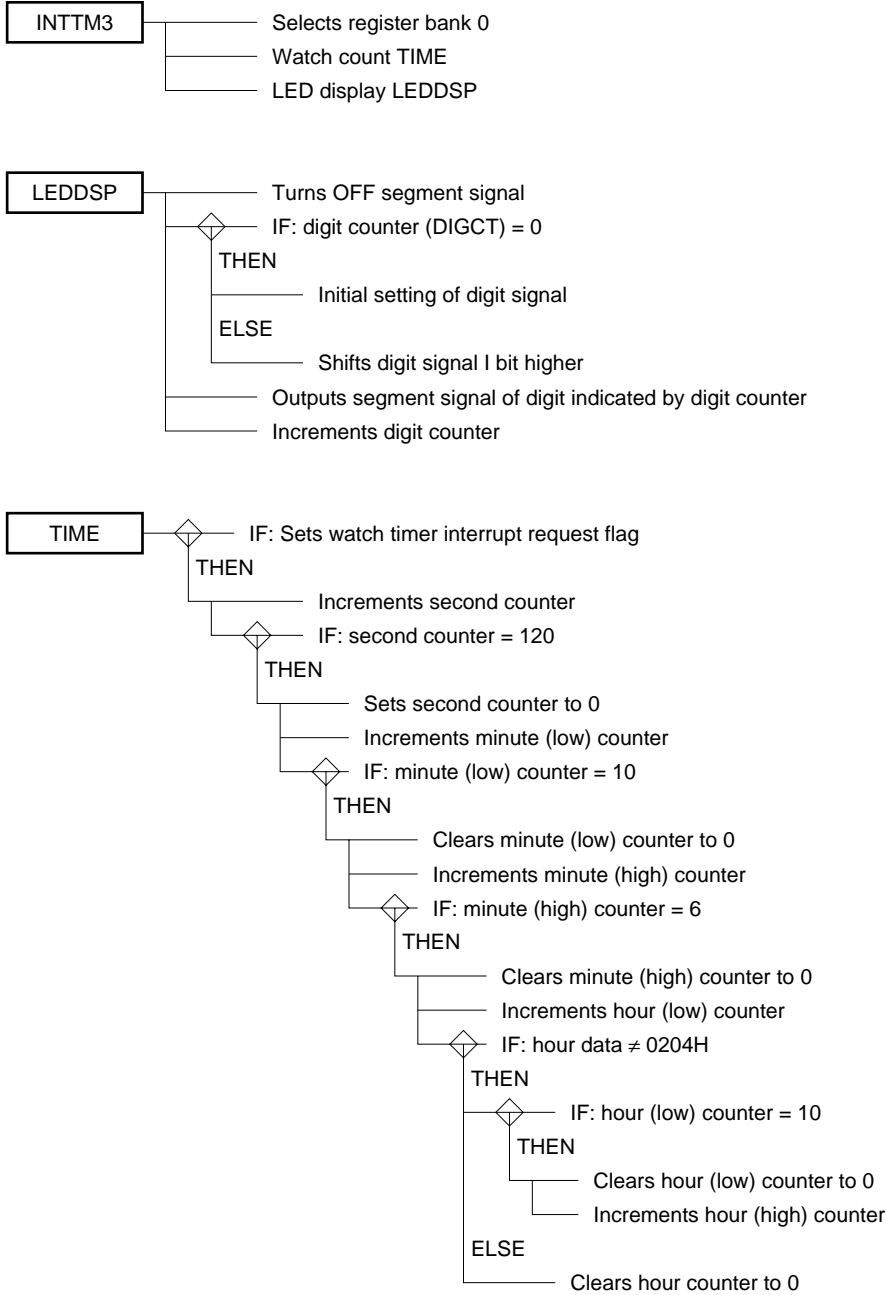 INTTM3
Selects register bank 0
Watch count TIME
LED display LEDDSP
LEDDSP
Turns OFF segment signal
IF: digit counter (DIGCT) = 0
THEN
Initial setting of digit signal
ELSE
Shifts digit signal I bit higher
Outputs segment signal of digit indicated by digit counter
Increments digit counter
TIME
IF: Sets watch timer interrupt request flag
THEN
Increments second counter
IF: second counter = 120
THEN
Sets second counter to 0
Increments minute (low) counter
IF: minute (low) counter = 10
THEN
Clears minute (low) counter to 0
Increments minute (high) counter
IF: minute (high) counter = 6
THEN
Clears minute (high) counter to 0
Increments hour (low) counter
IF: hour data ≠ 0204H
THEN
IF: hour (low) counter = 10
THEN
Clears hour (low) counter to 0
Increments hour (high) counter
ELSE
Clears hour counter to 0